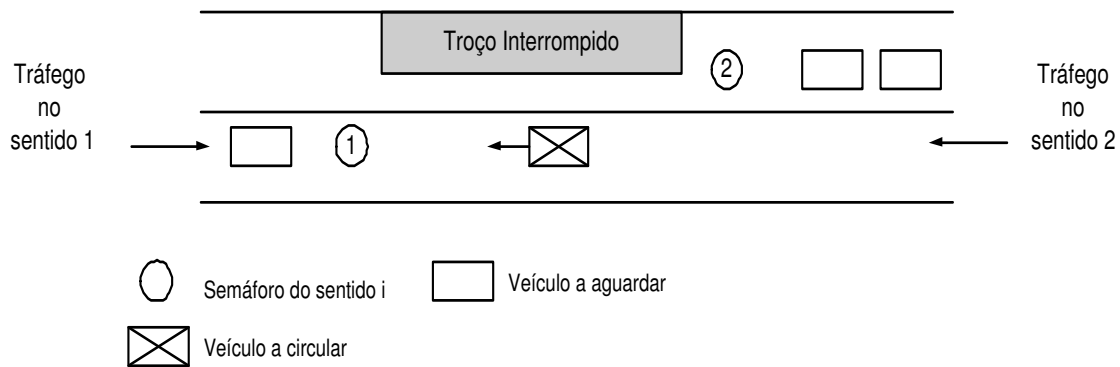 Troço Interrompido
2
Tráfego
no
sentido 1
1
Tráfego
no
sentido 2
Semáforo do sentido i
Veículo a aguardar
Veículo a circular